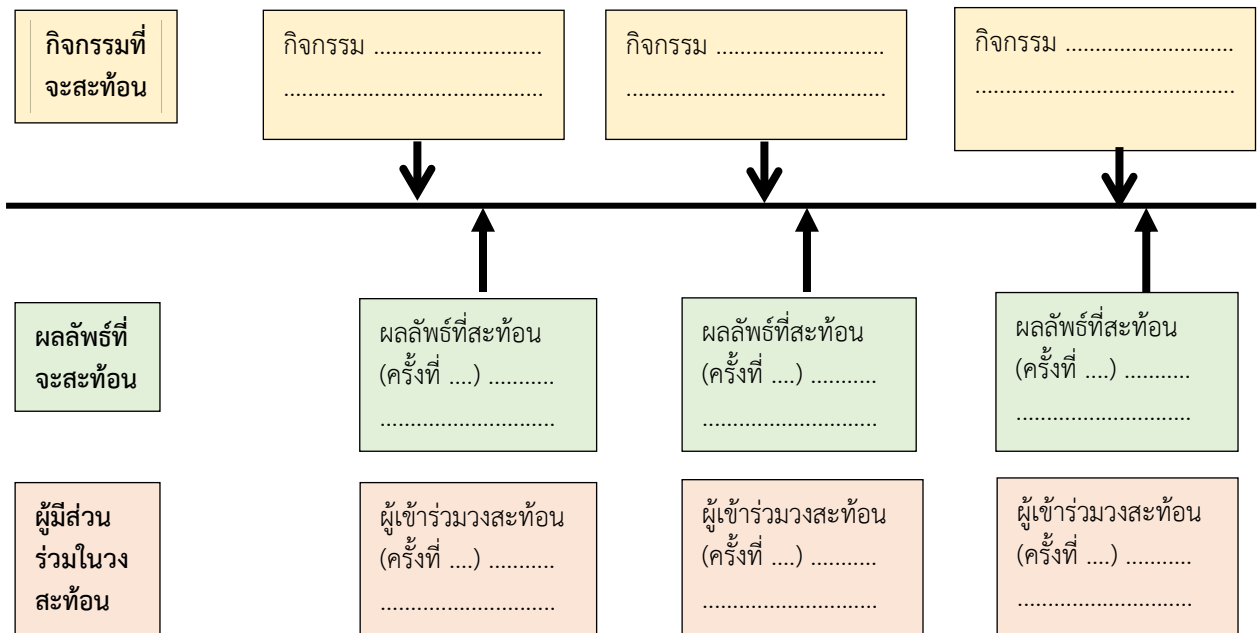 กิจกรรมที่
จะสะท้อน
กิจกรรม ............................
...........................................
กิจกรรม ............................
...........................................
กิจกรรม ............................
...........................................
ผลลัพธ์ที่
จะสะท้อน
ผลลัพธ์ที่สะท้อน
(ครั้งที่ ....) ...........
.............................
ผลลัพธ์ที่สะท้อน
(ครั้งที่ ....) ...........
.............................
ผลลัพธ์ที่สะท้อน
(ครั้งที่ ....) ...........
.............................
ผู้มีส่วน
ร่วมในวง
สะท้อน
ผู้เข้าร่วมวงสะท้อน
(ครั้งที่ ....) ...........
.............................
ผู้เข้าร่วมวงสะท้อน
(ครั้งที่ ....) ...........
.............................
ผู้เข้าร่วมวงสะท้อน
(ครั้งที่ ....) ...........
.............................